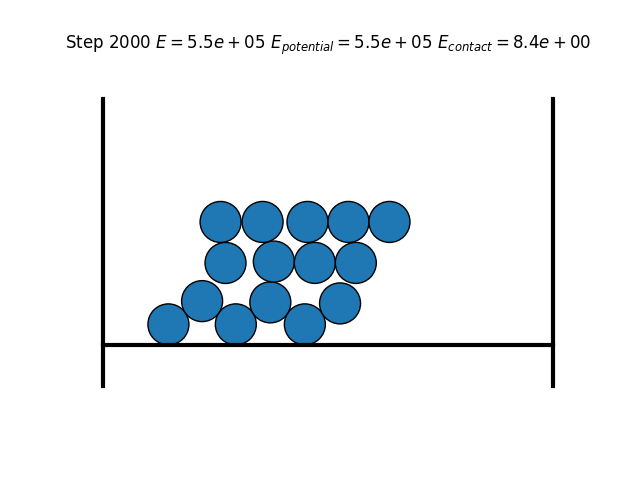 Step 2000 E = 5.5e + 05 E_potential = 5.5e + 05 E_contact = 8.4e + 00